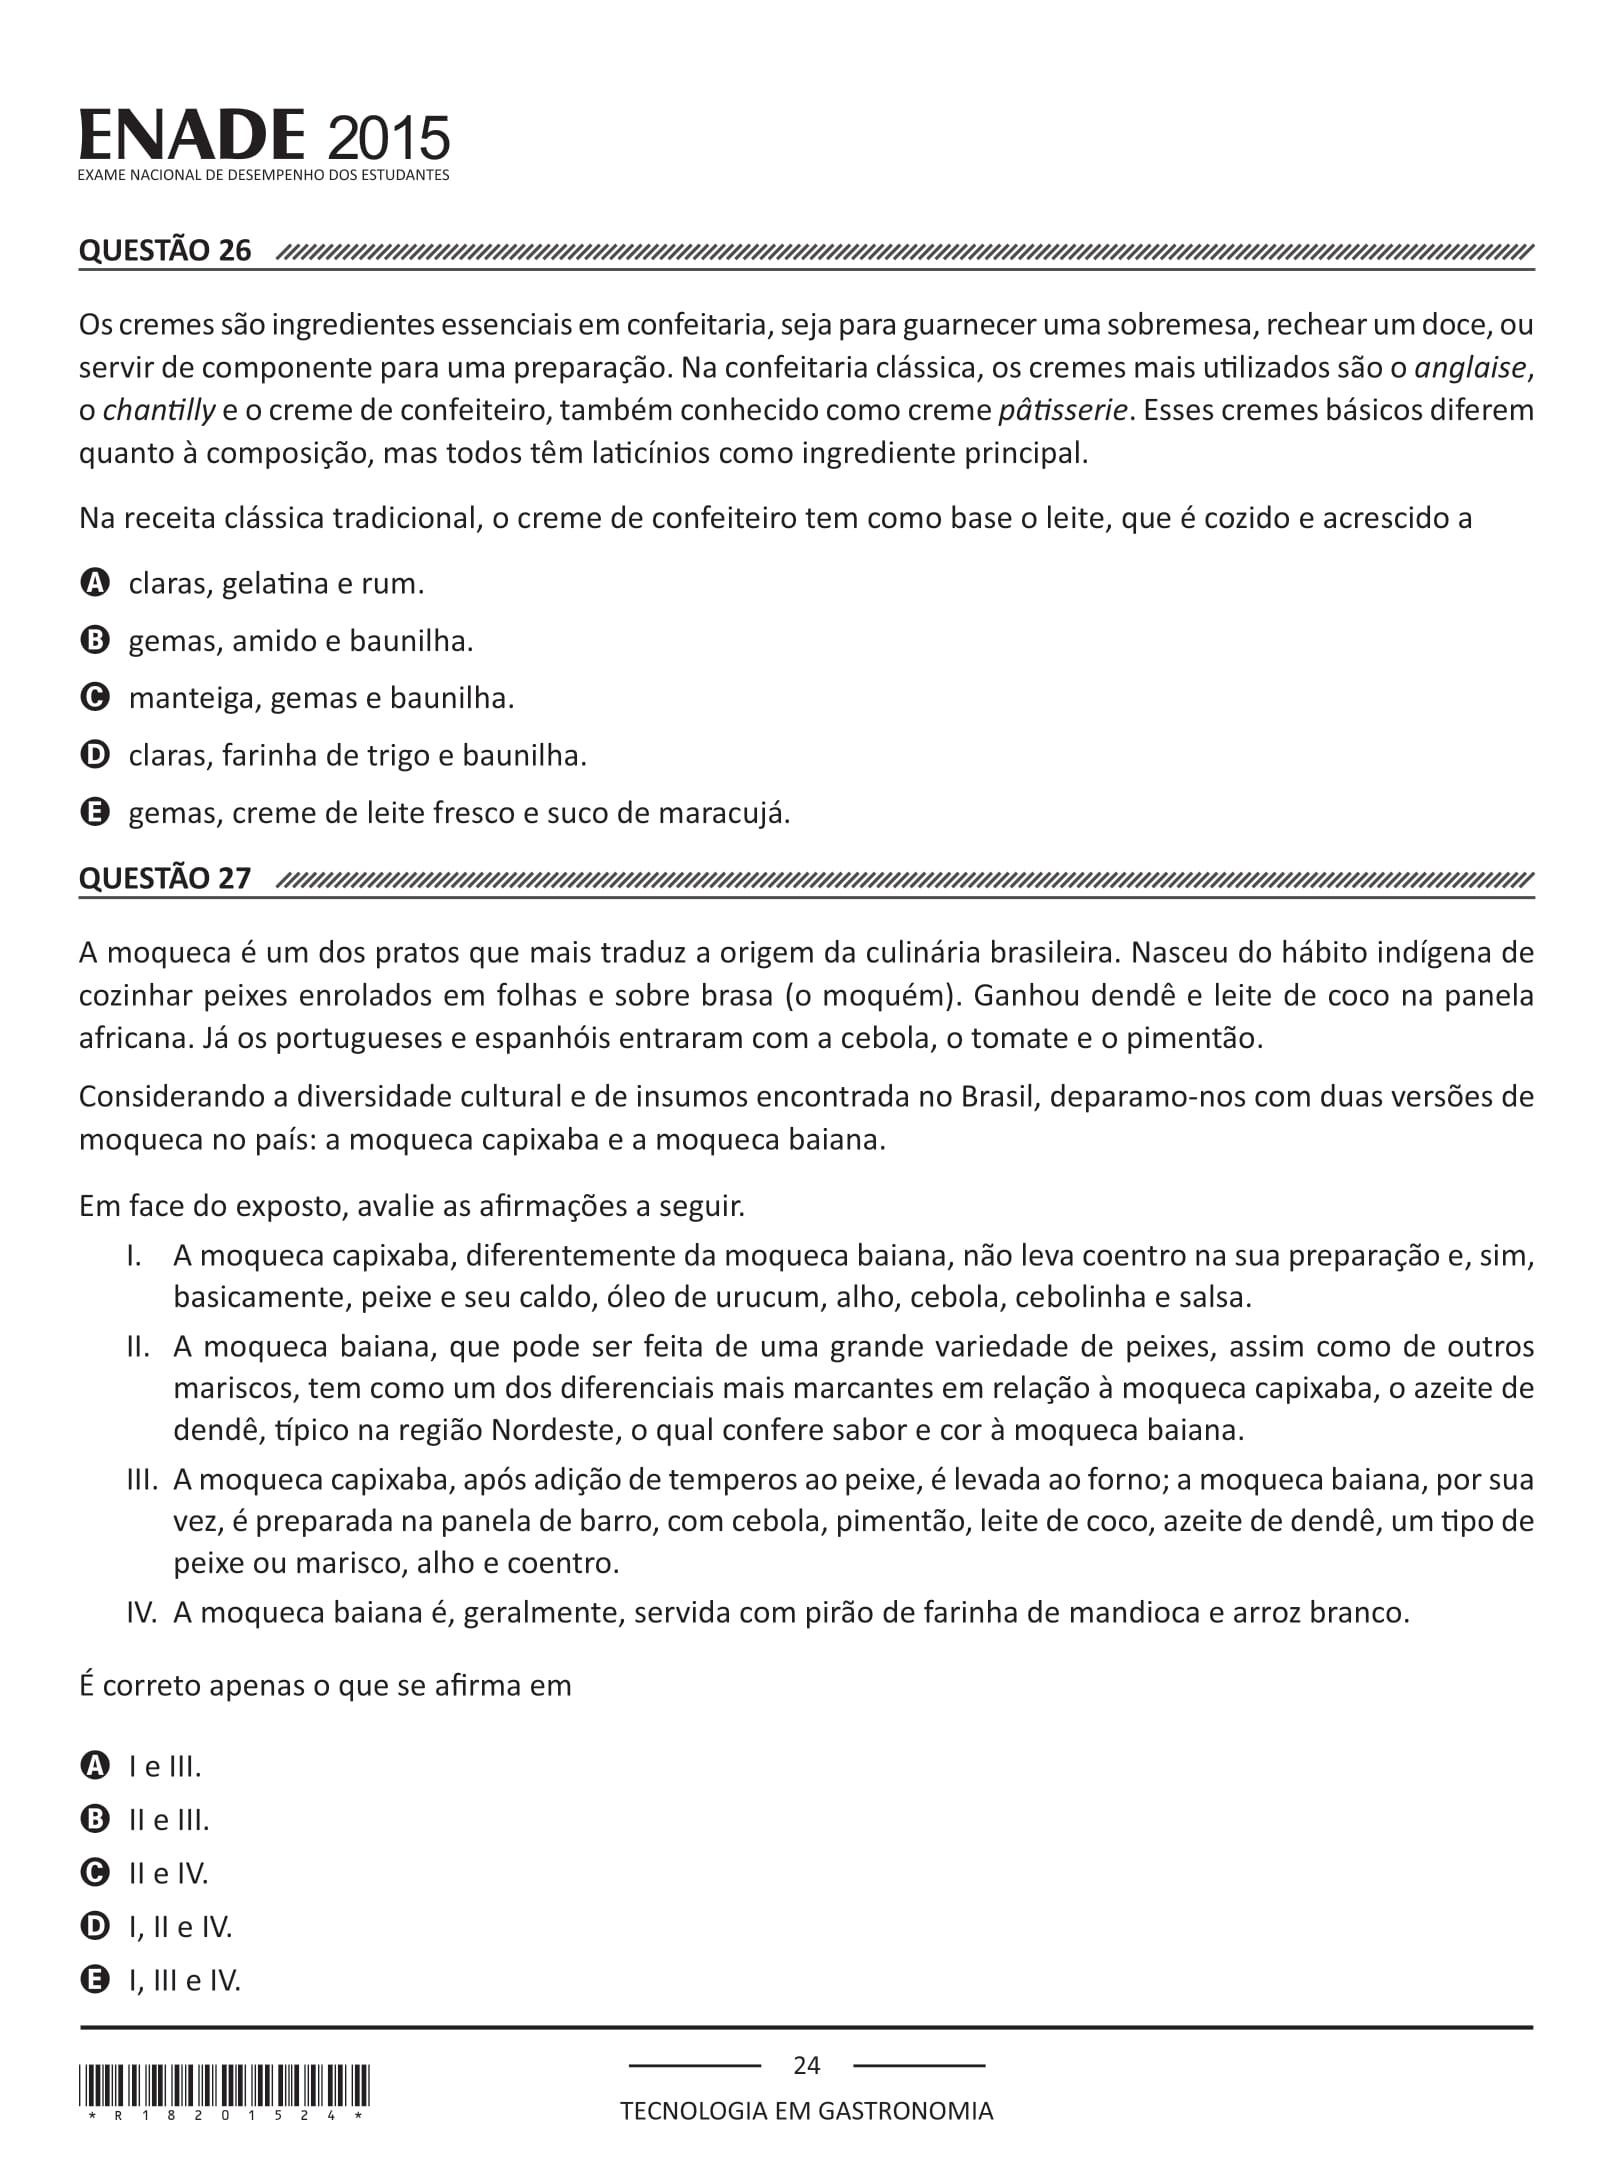 ENADE 2015
EXAME NACIONAL DE DESEMPENHO DOS ESTUDANTES
QUESTÃO 26
Os cremes são ingredientes essenciais em confeitaria, seja para guarnecer uma sobremesa, rechear um doce, ou
servir de componente para uma preparação. Na confeitaria clássica, os cremes mais utilizados são o anglaise,
o chantilly e o creme de confeiteiro, também conhecido como creme pâtisserie. Esses cremes básicos diferem
quanto à composição, mas todos têm laticínios como ingrediente principal.
Na receita clássica tradicional, o creme de confeiteiro tem como base o leite, que é cozido e acrescido a
A claras, gelatina e rum.
B gemas, amido e baunilha.
C manteiga, gemas e baunilha.
D claras, farinha de trigo e baunilha.
E gemas, creme de leite fresco e suco de maracujá.
QUESTÃO 27
A moqueca é um dos pratos que mais traduz a origem da culinária brasileira. Nasceu do hábito indígena de
cozinhar peixes enrolados em folhas e sobre brasa (o moquém). Ganhou dendê e leite de coco na panela
africana. Já os portugueses e espanhóis entraram com a cebola, o tomate e o pimentão.
Considerando a diversidade cultural e de insumos encontrada no Brasil, deparamo-nos com duas versões de
moqueca no país: a moqueca capixaba e a moqueca baiana.
Em face do exposto, avalie as afirmações a seguir.
I. A moqueca capixaba, diferentemente da moqueca baiana, não leva coentro na sua preparação e, sim,
basicamente, peixe e seu caldo, óleo de urucum, alho, cebola, cebolinha e salsa.
II. A moqueca baiana, que pode ser feita de uma grande variedade de peixes, assim como de outros
mariscos, tem como um dos diferenciais mais marcantes em relação à moqueca capixaba, o azeite de
dendê, típico na região Nordeste, o qual confere sabor e cor à moqueca baiana.
III. A moqueca capixaba, após adição de temperos ao peixe, é levada ao forno; a moqueca baiana, por sua
vez, é preparada na panela de barro, com cebola, pimentão, leite de coco, azeite de dendê, um tipo de
peixe ou marisco, alho e coentro.
IV. A moqueca baiana é, geralmente, servida com pirão de farinha de mandioca e arroz branco.
É correto apenas o que se afirma em
A I e III.
B II e III.
C II e IV.
D I, II e IV.
E I, III e IV.
24
* R 1 8 2 0 1 5 2 4 *
TECNOLOGIA EM GASTRONOMIA